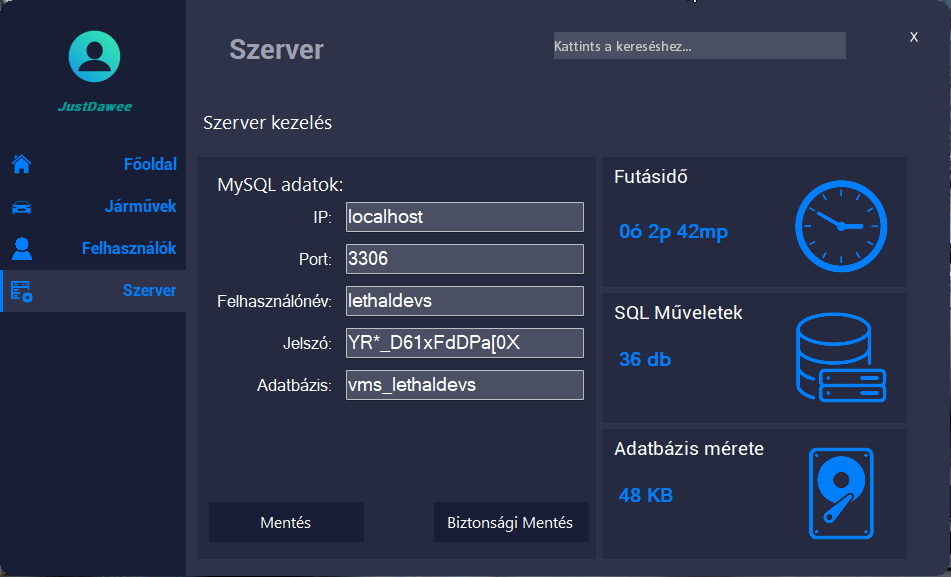 JustDawee
Főoldal
Járművek
Felhasználók
Szerver
Szerver
Kattints a kereséshez...
X
Szerver kezelés
MySQL adatok:
IP: localhost
Port: 3306
Felhasználónév: lethaldevs
Jelszó: YR*_D61xFdDPa[0X
Adatbázis: vms_lethaldevs
Mentés
Biztonsági Mentés
Futásidő
0ó 2p 42mp
SQL Műveletek
36 db
Adatbázis mérete
48 KB